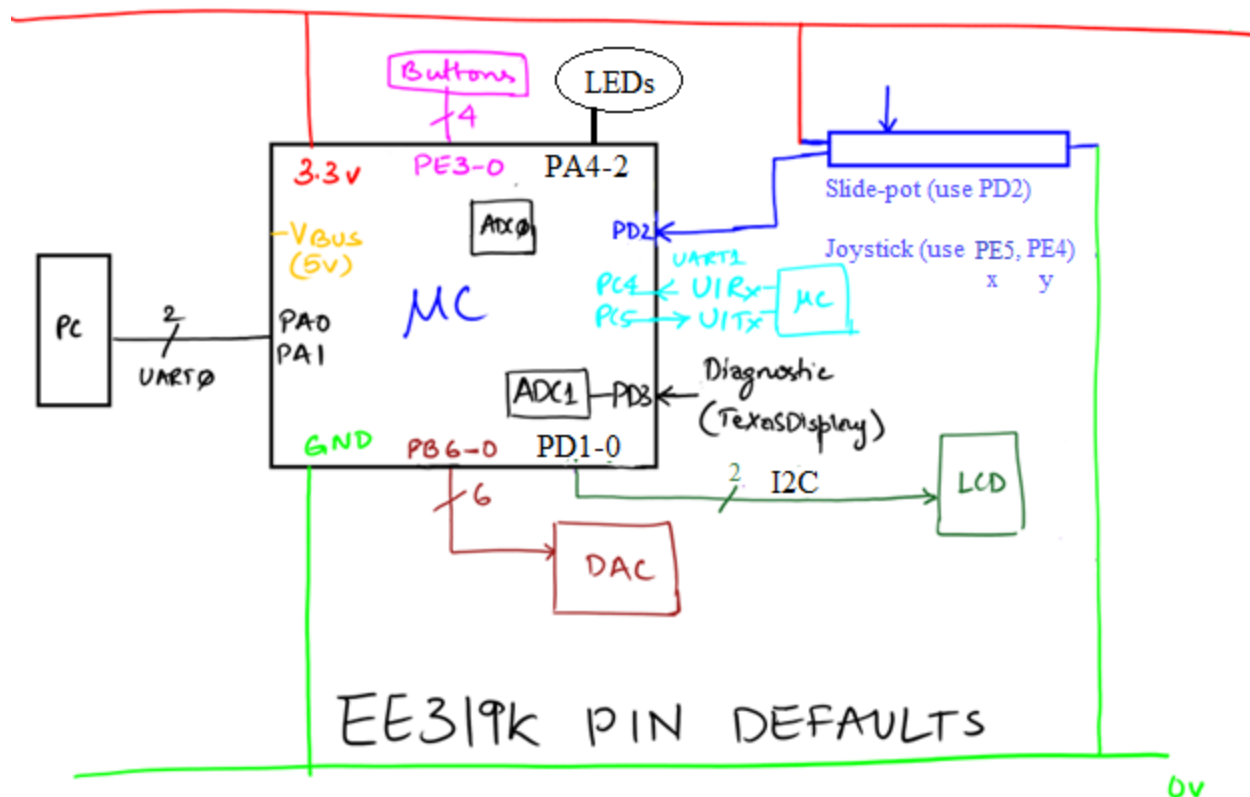 Buttons
4
LEDs
3.3v
PE3-0
PA4-2
ADC0
VBUS
(5v)
PD2
Slide-pot (use PD2)
Joystick (use PE5, PE4)
x y
UART1
PC4 U1Rx
PC5 U1Tx
μC
μC
PC
2
UART0
PA0
PA1
ADC1
PD3
Diagnostic
(TexasDisplay)
GND
PB6-0
PD1-0
6
2
I2C
LCD
DAC
EE319K PIN DEFAULTS
0v